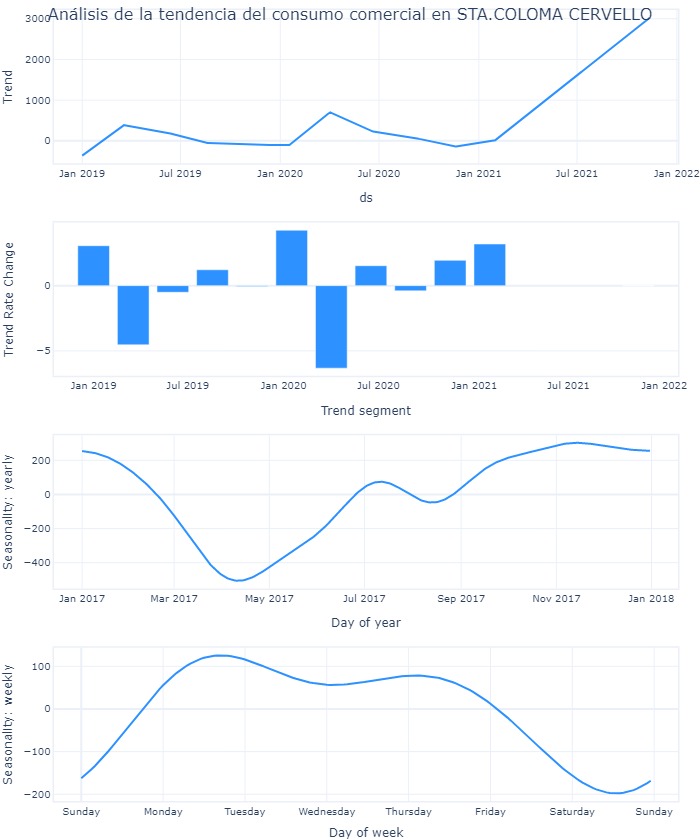 Análisis de la tendencia del consumo comercial en STA.COLOMA CERVELLO
3000
2000
1000
0
Trend
Jan 2019 Jul 2019 Jan 2020 Jul 2020 Jan 2021 Jul 2021 Jan 2022
ds
0
−5
Trend Rate Change
Jan 2019 Jul 2019 Jan 2020 Jul 2020 Jan 2021 Jul 2021 Jan 2022
Trend segment
200
0
−200
−400
Seasonality: yearly
Jan 2017 Mar 2017 May 2017 Jul 2017 Sep 2017 Nov 2017 Jan 2018
Day of year
100
0
−100
−200
Seasonality: weekly
Sunday Monday Tuesday Wednesday Thursday Friday Saturday Sunday
Day of week